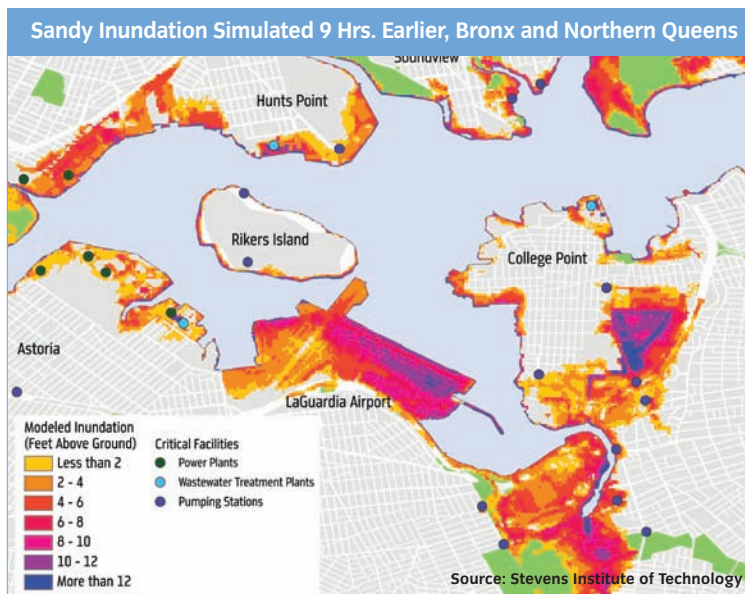 Sandy Inundation Simulated 9 Hrs. Earlier, Bronx and Northern Queens
Soundview
Hunts Point
Rikers Island
College Point
Astoria
LaGuardia Airport
Modeled Inundation
(Feet Above Ground)
Less than 2
2 - 4
4 - 6
6 - 8
8 - 10
10 - 12
More than 12
Critical Facilities
Power Plants
Wastewater Treatment Plants
Pumping Stations
Source: Stevens Institute of Technology